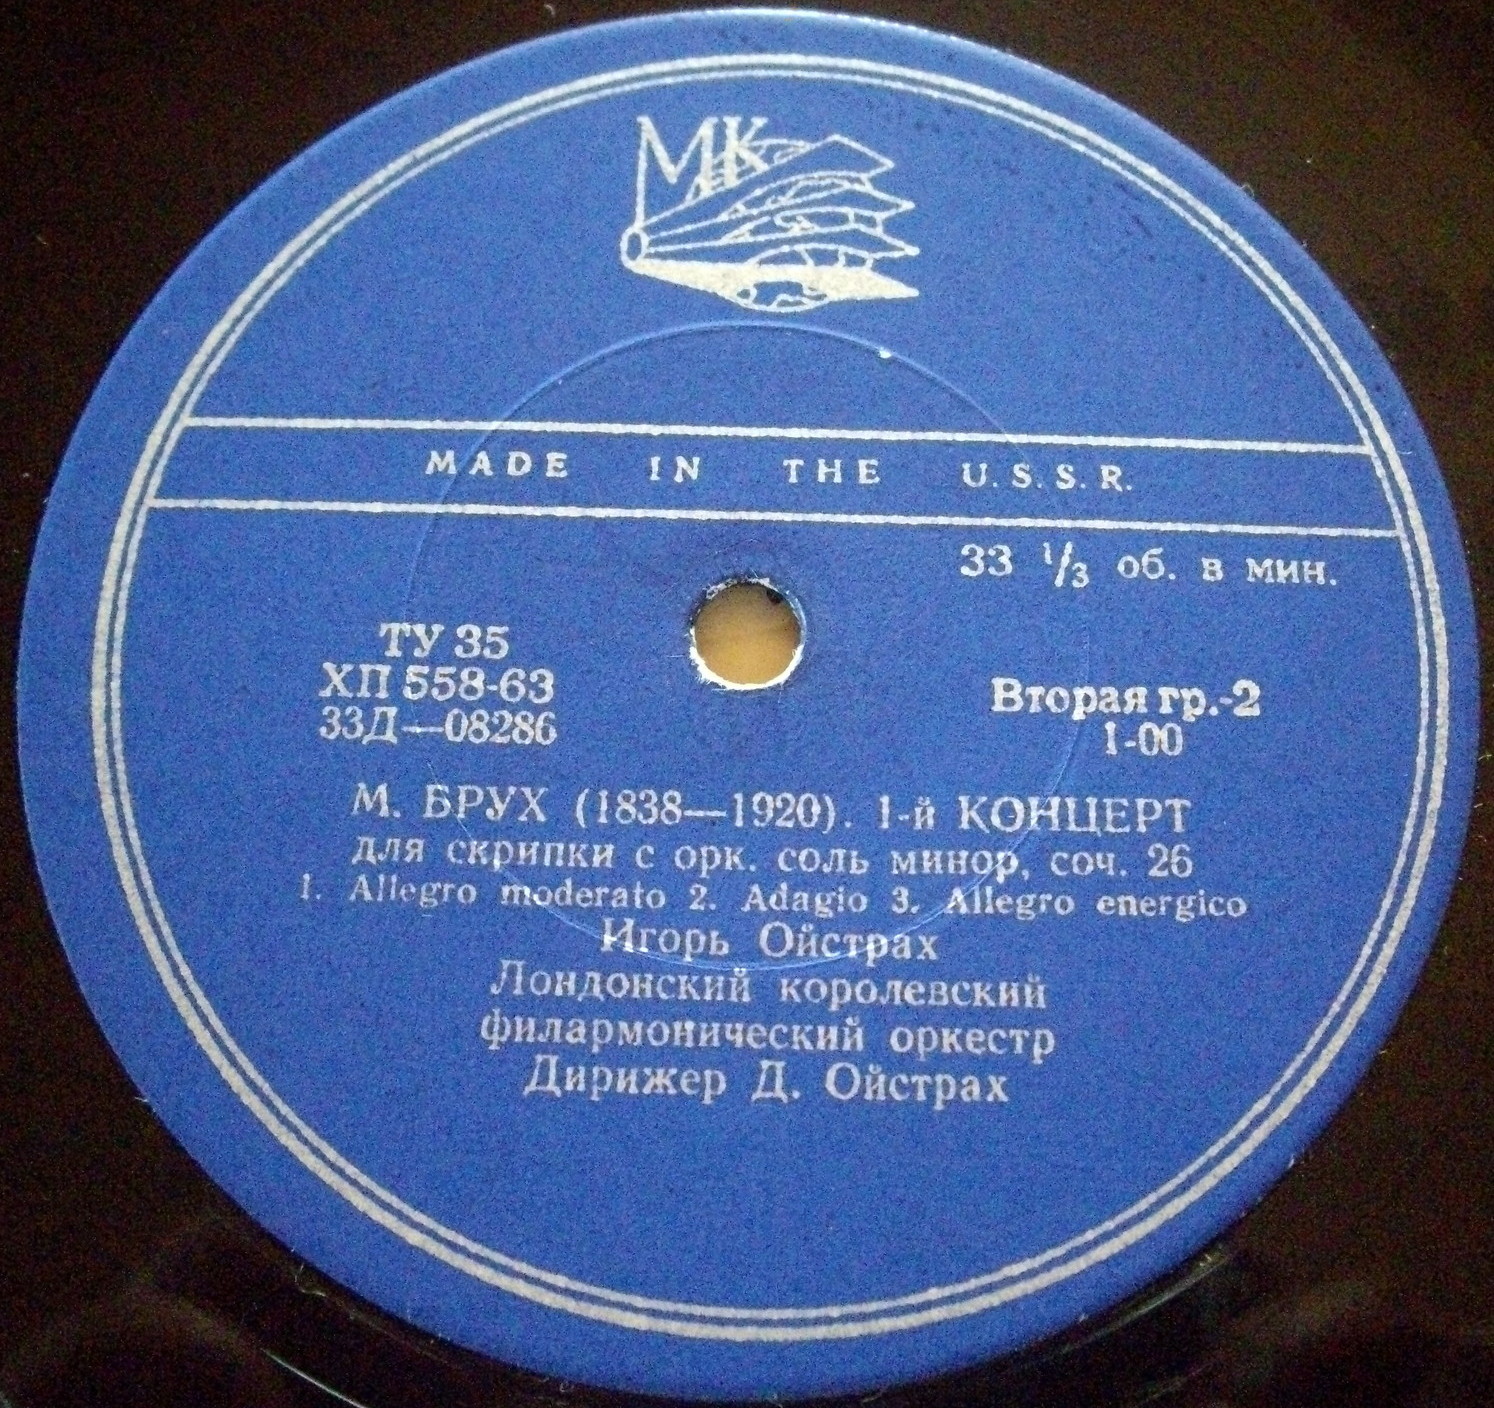 МК
MADE IN THE U.S.S.R.
33 1/3 об. в мин.
ТУ 35
ХП 558-63
33Д—08286
Вторая гр.-2
1-00
М. БРУХ (1838—1920). 1-й КОНЦЕРТ
для скрипки с орк. соль минор, соч. 26
1. Allegro moderato 2. Adagio 3. Allegro energico
Игорь Ойстрах
Лондонский королевский
филармонический оркестр
Дирижер Д. Ойстрах